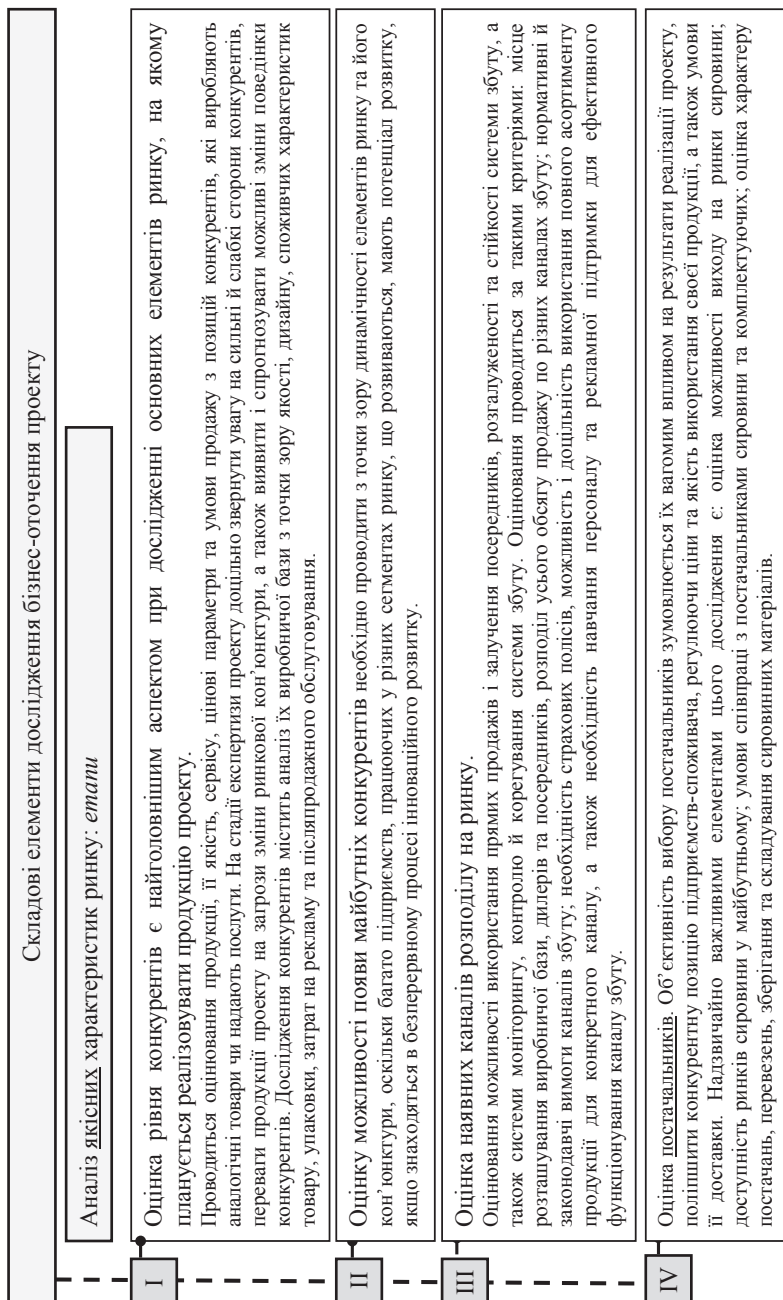 Складові елементи дослідження бізнес-оточення проекту
Аналіз якісних характеристик ринку: етапи
I
Оцінка рівня конкурентів є найголовнішим аспектом при дослідженні основних елементів ринку, на якому
планується реалізовувати продукцію проекту.
Проводиться оцінювання продукції, її якість, сервісу, цінові параметри та умови продажу з позицій конкурентів, які виробляють
аналогічні товари чи надають послуги. На стадії експертизи проекту доцільно звернути увагу на сильні й слабкі сторони конкурентів,
перевати продукції проекту на загрози зміни ринкової кон’юнктури, а також виявити і спрогнозувати можливі зміни поведінки
конкурентів. Дослідження конкурентів містить аналіз їх виробничої бази з точки зору якості, дизайну, споживчих характеристик
товару, упаковки, затрат на рекламу та післяпродажного обслуговування.
II
Оцінку можливості появи майбутніх конкурентів необхідно проводити з точки зору динамічності елементів ринку та його
кон’юнктури, оскільки багато підприємств, працюючих у різних сегментах ринку, що розвиваються, мають потенціал розвитку,
якщо знаходяться в безперервному процесі інноваційного розвитку.
III
Оцінка наявних каналів розподілу на ринку.
Оцінювання можливості використання прямих продажів і залучення посередників, розгалуженості та стійкості системи збуту, а
також системи моніторингу, контролю й корегування системи збуту. Оцінювання проводиться за такими критеріями: місце
розташування виробничої бази, дилерів та посередників, розподіл усього обсягу продажу по різних каналах збуту; нормативні й
законодавчі вимоги каналів збуту; необхідність страхових полісів, можливість і доцільність використання повного асортименту
продукції для конкретного каналу, а також необхідність навчання персоналу та рекламної підтримки для ефективного
функціонування каналу збуту.
IV
Оцінка постачальників. Об’єктивність вибору постачальників зумовлюється їх вагомим впливом на результати реалізації проекту,
поліпшити конкурентну позицію підприємств-споживача, регулюючи ціни та якість використання своєї продукції, а також умови
її доставки. Надзвичайно важливими елементами цього дослідження є: оцінка можливості виходу на ринки сировини;
доступність ринків сировини у майбутньому; умови співпраці з постачальниками сировини та комплектуючих; оцінка характеру
постачань, перевезень, зберігання та складування сировинних матеріалів.